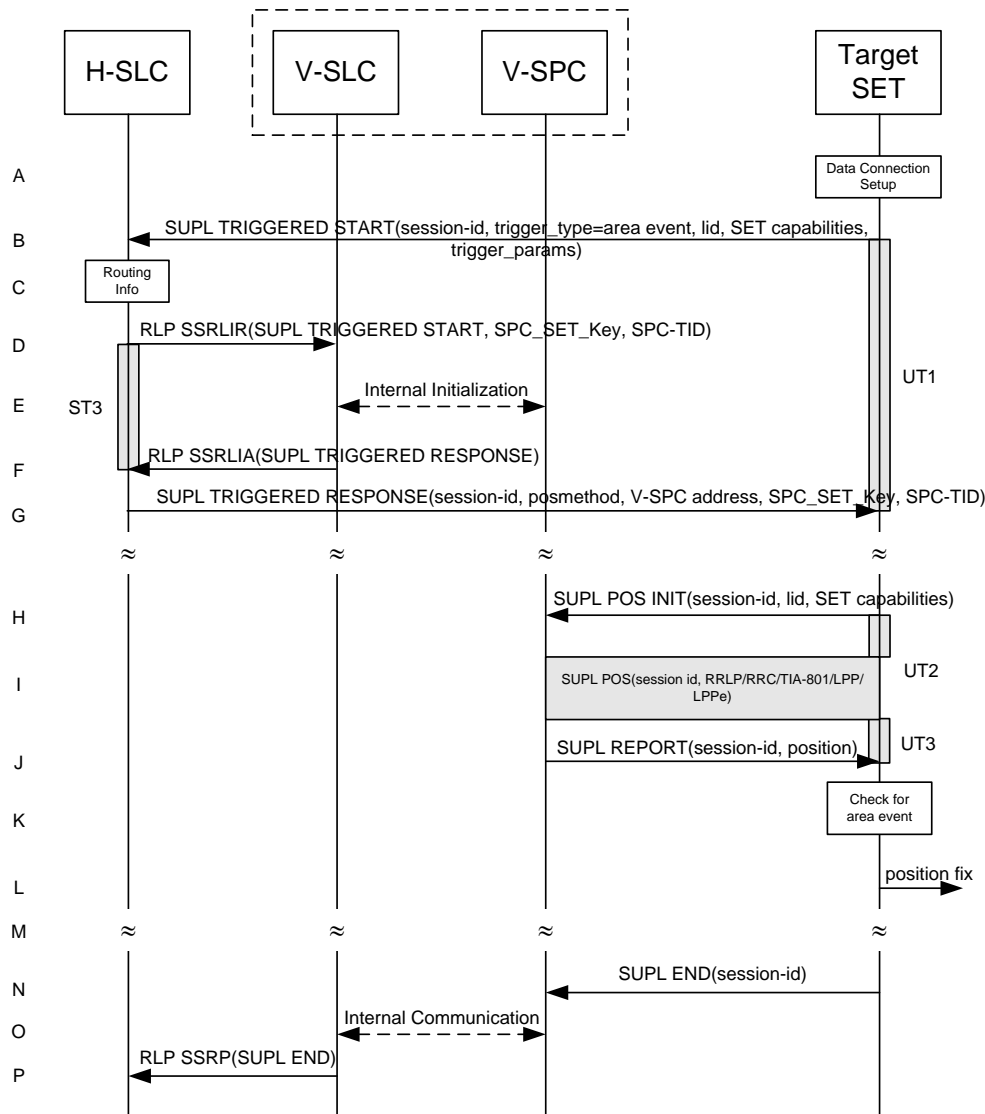 H-SLC
V-SLC
V-SPC
Target
SET
A
Data Connection
Setup
B
SUPL TRIGGERED START(session-id, trigger_type=area event, lid, SET capabilities,
trigger_params)
C
Routing
Info
D
RLP SSRLIR(SUPL TRIGGERED START, SPC_SET_Key, SPC-TID)
UT1
E
Internal Initialization
ST3
F
RLP SSRLIA(SUPL TRIGGERED RESPONSE)
G
SUPL TRIGGERED RESPONSE(session-id, posmethod, V-SPC address, SPC_SET_Key, SPC-TID)
≈ ≈ ≈
H
SUPL POS INIT(session-id, lid, SET capabilities)
I
SUPL POS(session id, RRLP/RRC/TIA-801/LPP/
LPPe)
UT2
J
SUPL REPORT(session-id, position)
UT3
K
Check for
area event
L
position fix
M
≈ ≈ ≈ ≈
N
SUPL END(session-id)
O
Internal Communication
P
RLP SSRP(SUPL END)